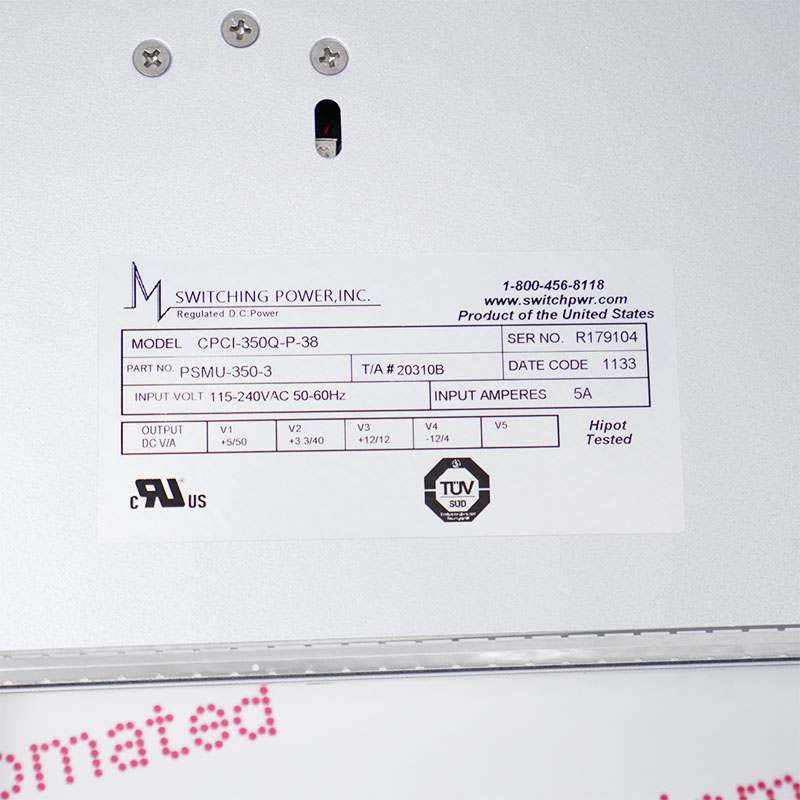 SWITCHING POWER,INC.
Regulated D.C.Power
1-800-456-8118
www.switchpwr.com
Product of the United States
MODEL CPCI-350Q-P-38
SER NO. R179104
PART NO PSMU-350-3
T/A # 20310B
DATE CODE 1133
INPUT VOLT 115-240VAC 50-60Hz
INPUT AMPERES 5A
OUTPUT DC V/A
V1 +5/50
V2 +3.3/40
V3 +12/12
V4 -12/4
V5
Hipot
Tested
C RU US
TÜV
SÜD
omated